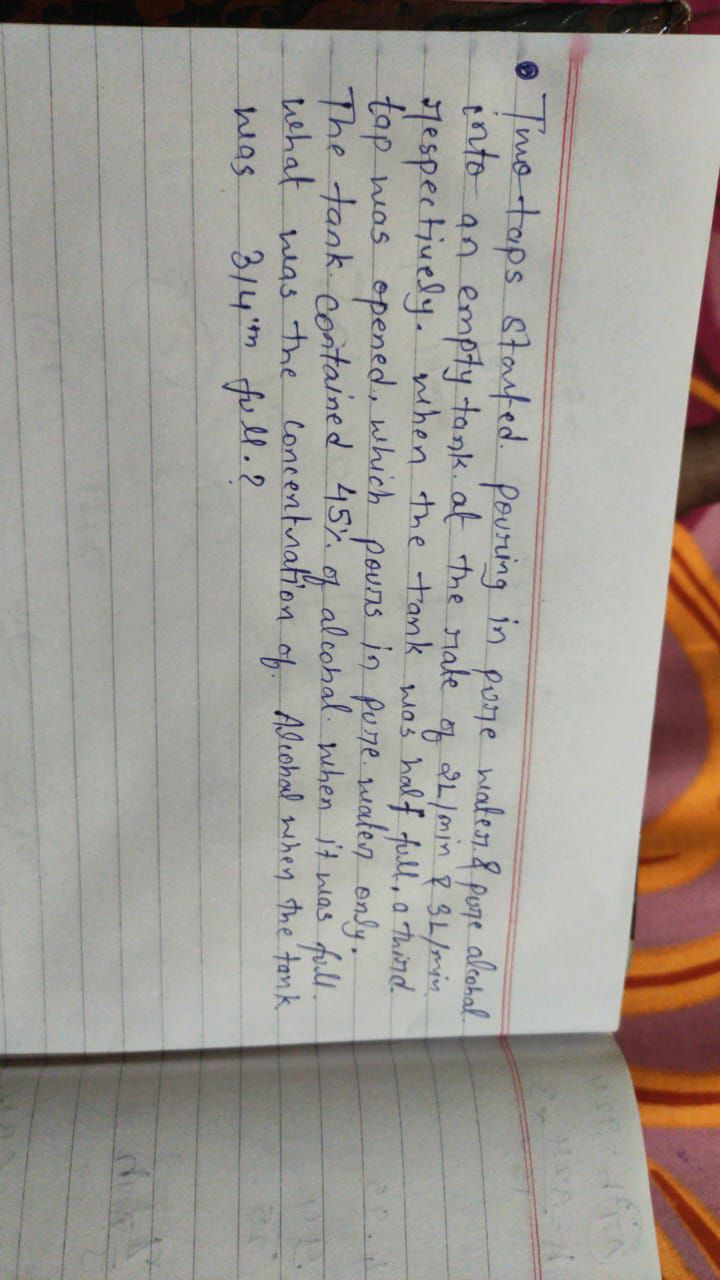 Two taps started pouring in pure water & pure alcohal
into an empty tank at the rate of 2L/min & 3L/min
respectively. when the tank was half full, a third
tap was opened, which pours in pure water only.
The tank contained 45% of alcohal when it was full.
what was the concentration of Alcohal when the tank
was 3/4th full.?